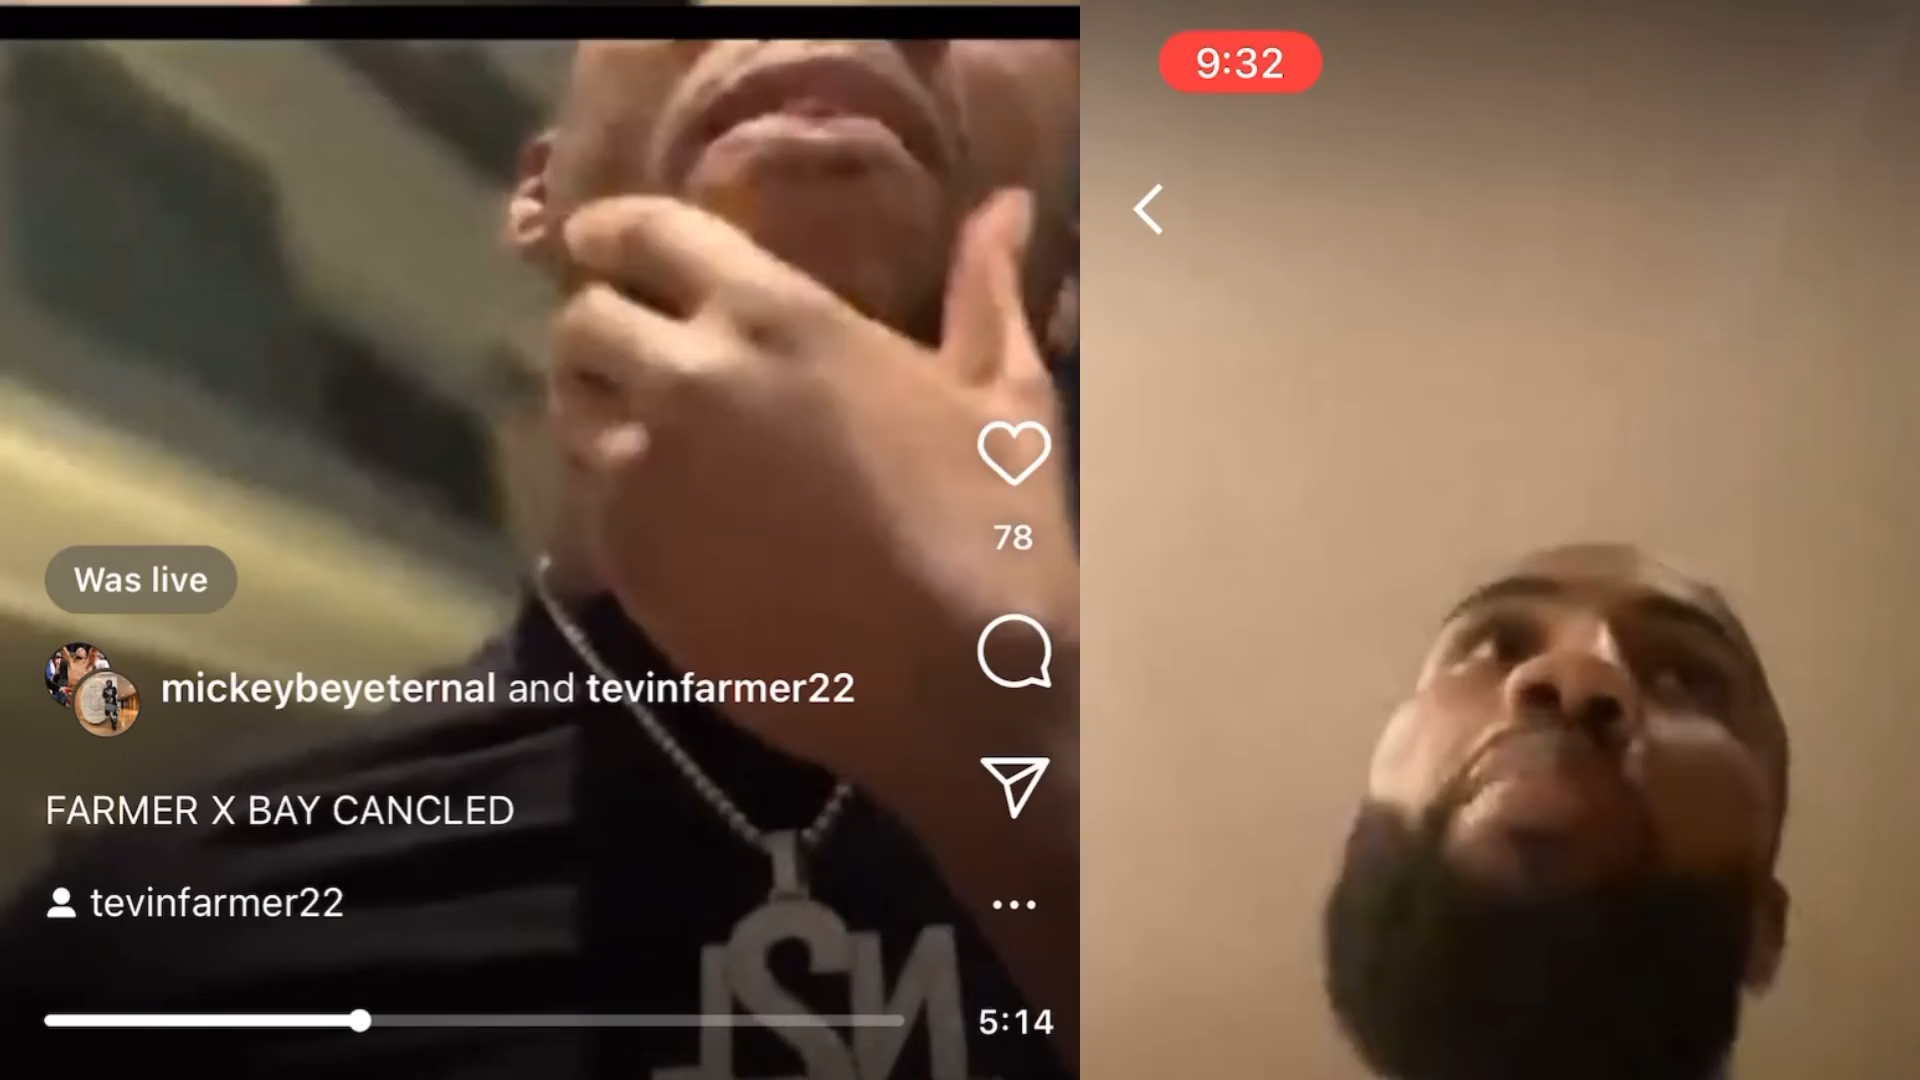 9:32
78
Was live
mickeybeyeternal and tevinfarmer22
FARMER X BAY CANCLED
tevinfarmer22
5:14